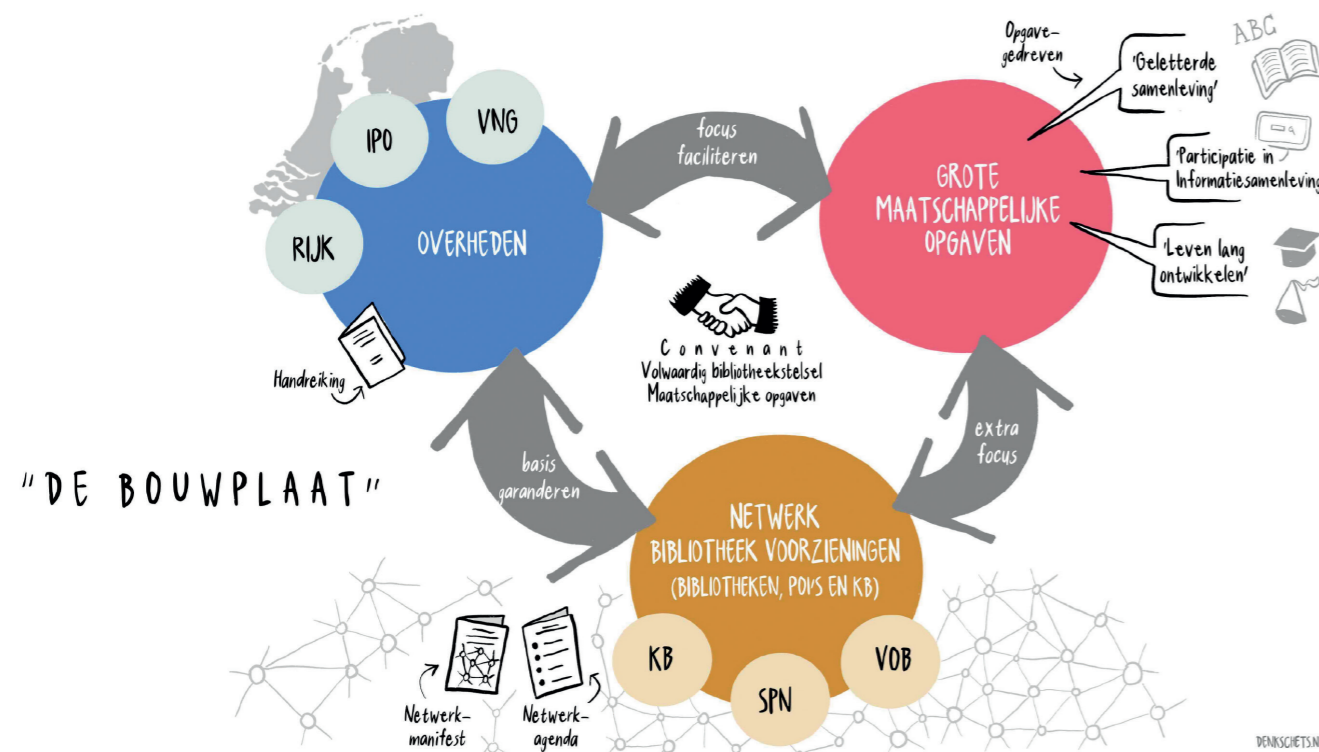 IPO
VNG
RIJK
OVERHEDEN
Handreiking
focus
faciliteren
Opgave-
gedreven
GROTE
MAATSCHAPPELIJKE
OPGAVEN
'Geletterde
samenleving'
ABC
'Participatie in
Informatiesamenleving
'Leven lang
ontwikkelen'
Convenant
Volwaardig bibliotheekstelsel
Maatschappelijke opgaven
basis
garanderen
extra
focus
"DE BOUWPLAAT"
NETWERK
BIBLIOTHEEK VOORZIENINGEN
(BIBLIOTHEKEN, POI'S EN KB)
KB
SPN
VOB
Netwerk-
manifest
Netwerk-
agenda
DENKSCHETS.N